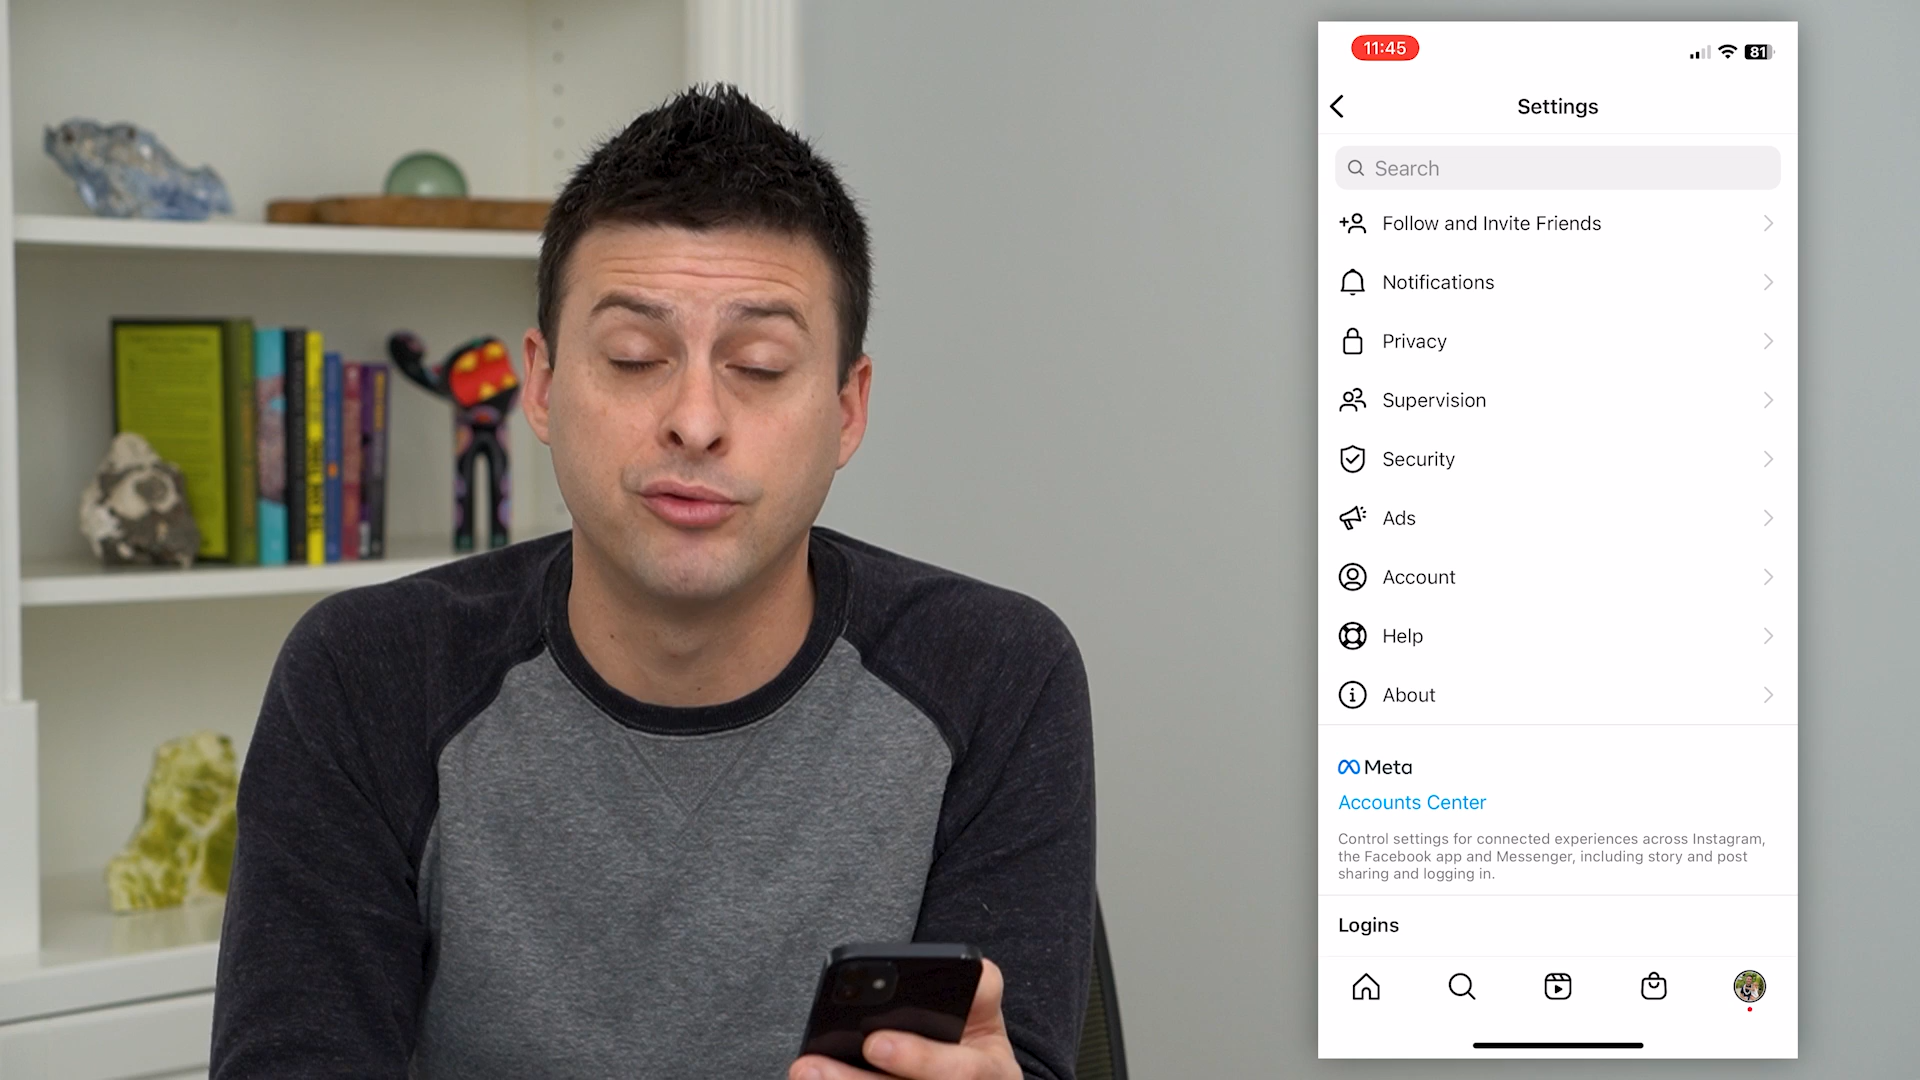 11:45
81
Settings
Search
Follow and Invite Friends
Notifications
Privacy
Supervision
Security
Ads
Account
Help
About
Meta
Accounts Center
Control settings for connected experiences across Instagram,
the Facebook app and Messenger, including story and post
sharing and logging in.
Logins